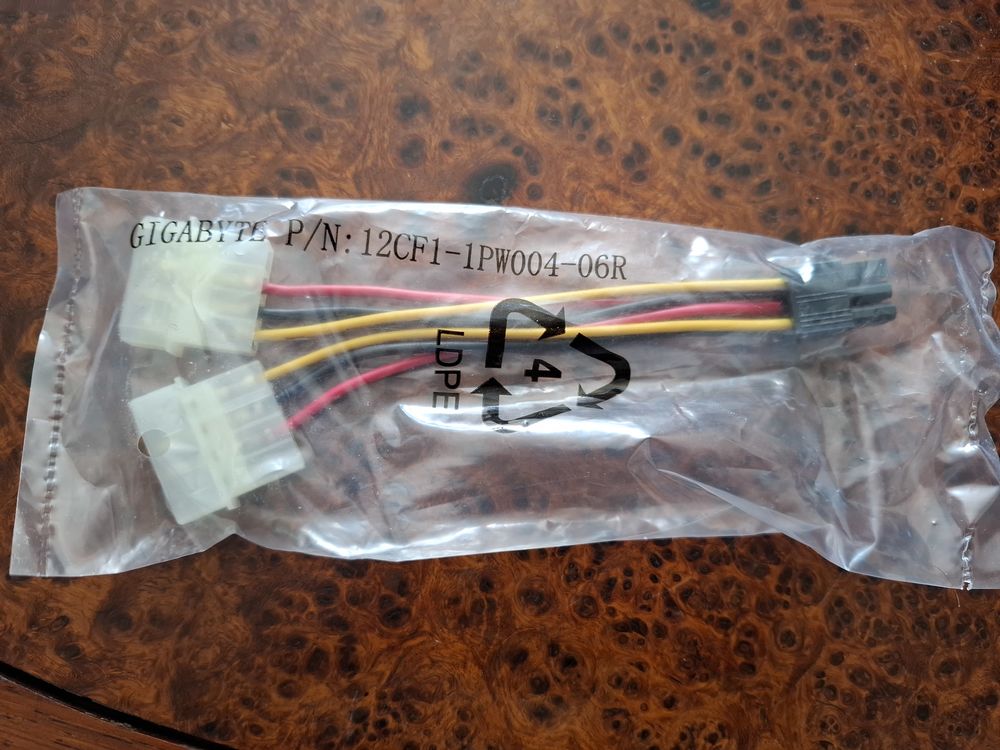 GIGABYTE P/N:12CF1-1PW004-06R
4
LDPE